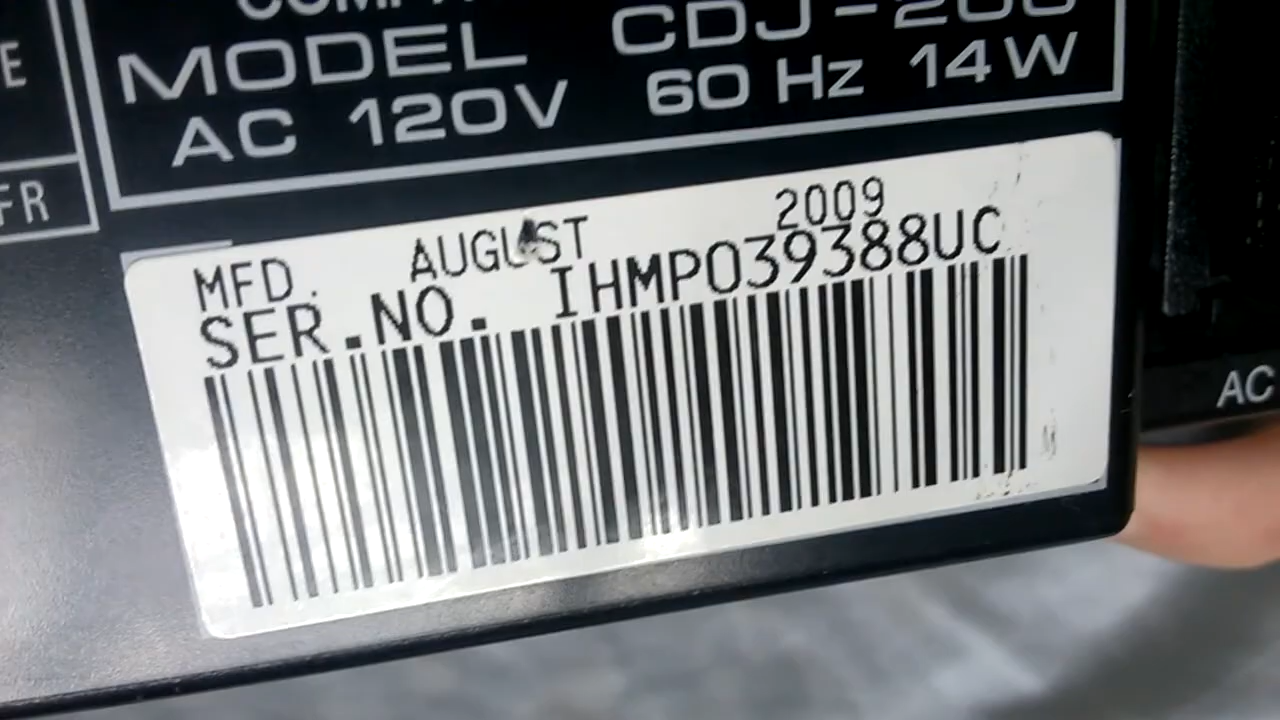 MODEL CDJ-200
AC 120V 60 Hz 14W
E
FR
MFD. AUGUST 2009
SER.NO. IHMP039388UC
AC